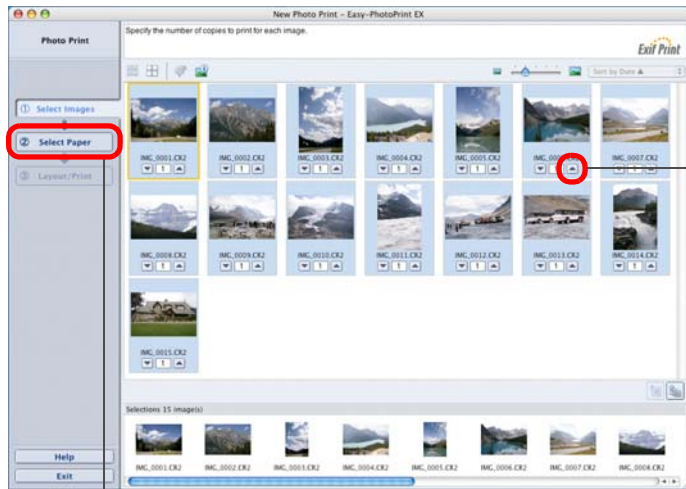 New Photo Print - Easy-PhotoPrint EX
Photo Print
Specify the number of copies to print for each image.
Exif Print
Sort by Date
① Select Images
② Select Paper
③ Layout/Print
IMG_0001.CR2 IMG_0002.CR2 IMG_0003.CR2 IMG_0004.CR2 IMG_0005.CR2 IMG_0007.CR2
1 1 1 1 1 1 1
IMG_0008.CR2 IMG_0009.CR2 IMG_0010.CR2 IMG_0011.CR2 IMG_0012.CR2 IMG_0013.CR2 IMG_0014.CR2
1 1 1 1 1 1 1
IMG_0015.CR2
1
Selections 15 image(s)
IMG_0001.CR2 IMG_0002.CR2 IMG_0003.CR2 IMG_0004.CR2 IMG_0005.CR2 IMG_0006.CR2 IMG_0007.CR2 IMG_0008.CR2
Help
Exit